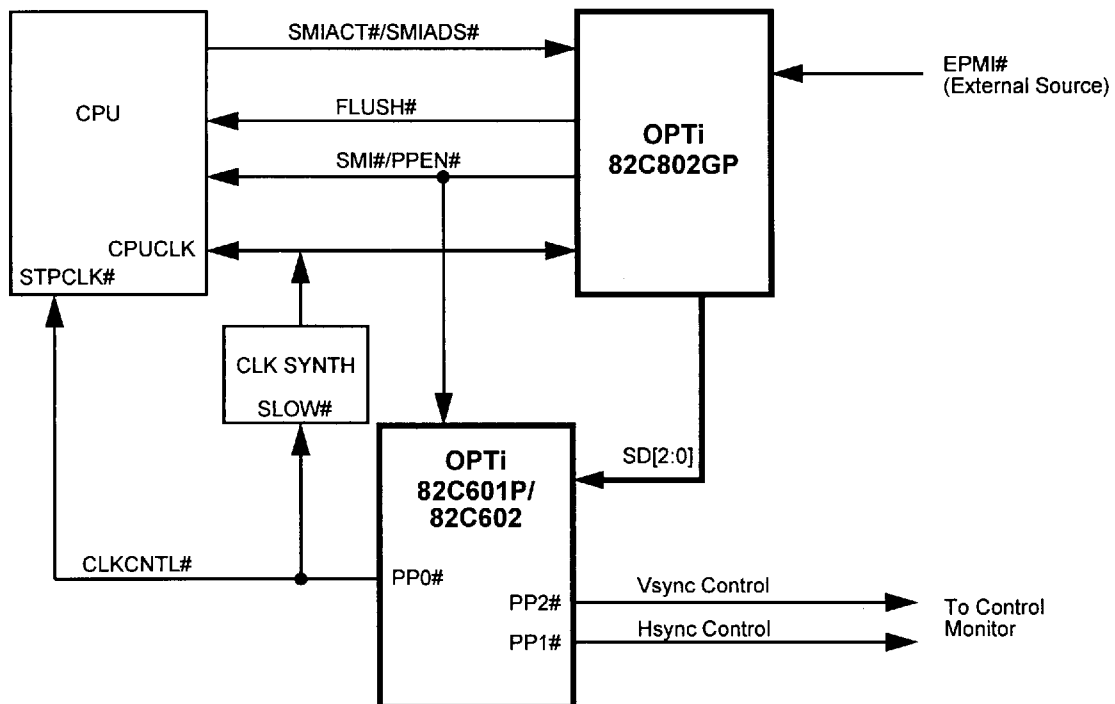 SMIACT#/SMIADS#
EPMI#
(External Source)
CPU
FLUSH#
OPTi
82C802GP
SMI#/PPEN#
CPUCLK
STPCLK#
CLK SYNTH
SLOW#
OPTi
82C601P/
82C602
SD[2:0]
CLKCNTL#
PP0#
PP2#
Vsync Control
PP1#
Hsync Control
To Control
Monitor